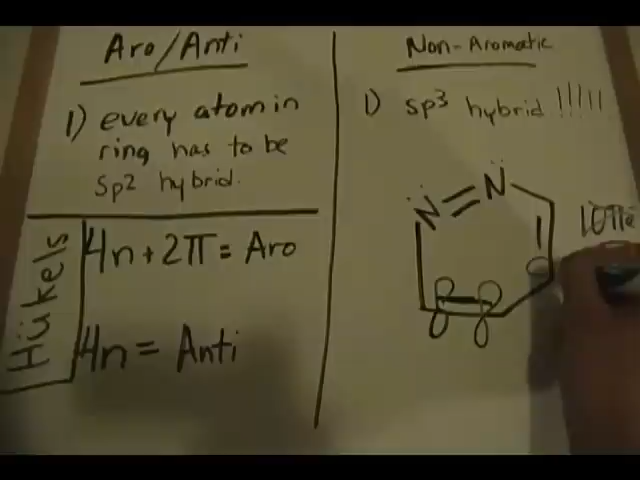 Aro/Anti
1) every atom in
ring has to be
sp2 hybrid.
Hükels
4n+2π = Aro
4n = Anti
Non-Aromatic
1) sp³ hybrid !!!!!
N N